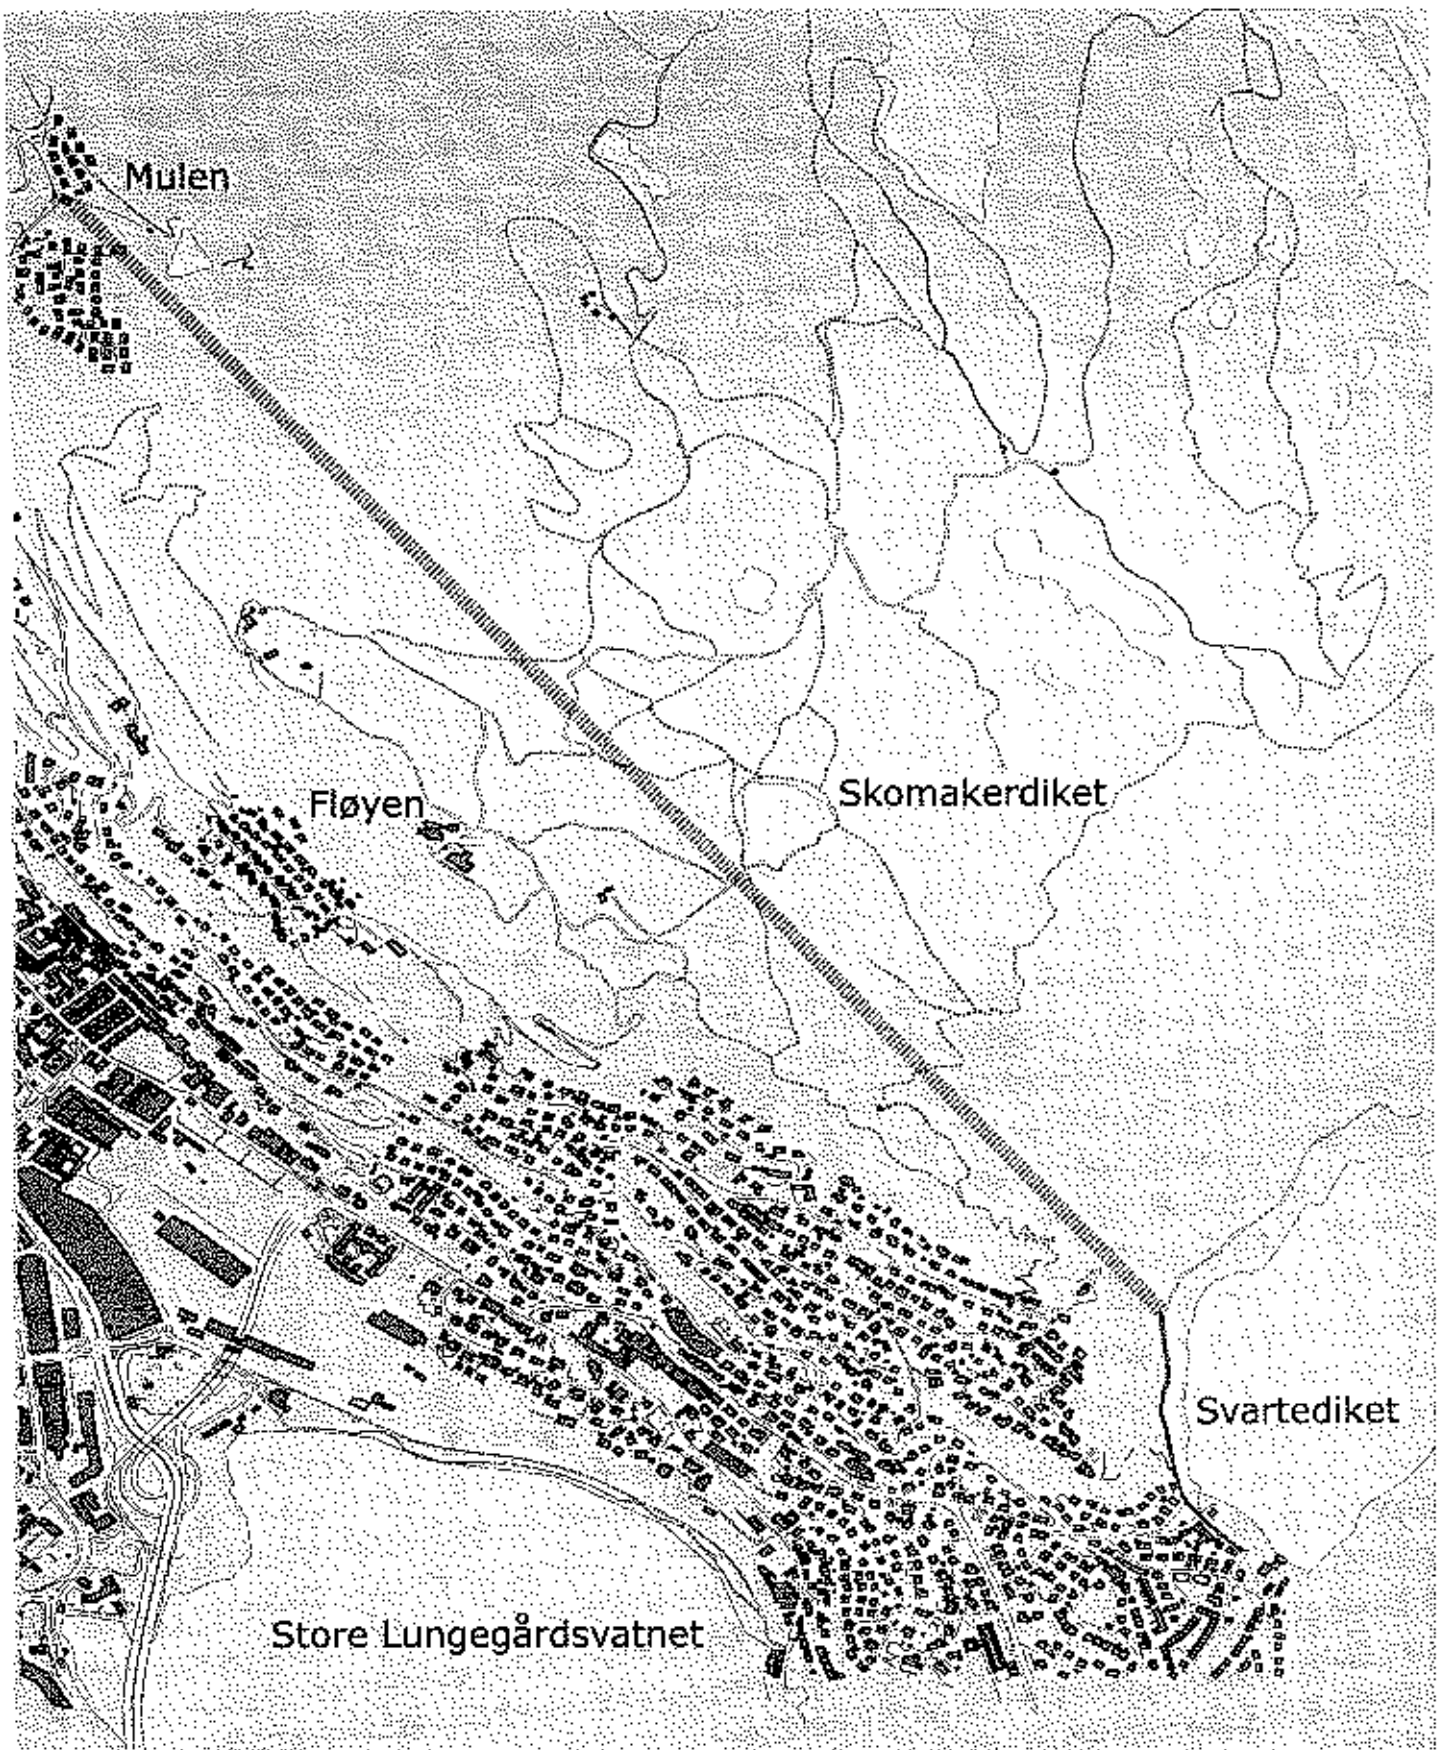 Mulen
Skomakerdiket
Fløyen
Svartediket
Store Lungegårdsvatnet